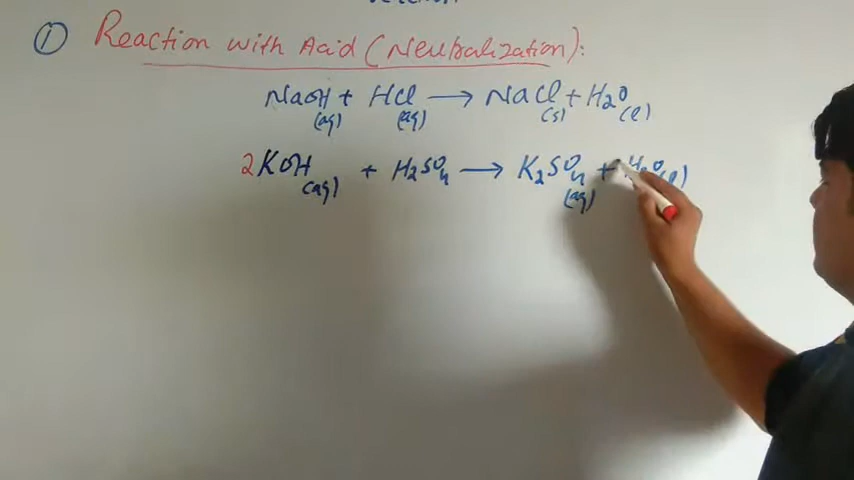 ① Reaction with Acid (Neutralization):
NaOH + HCl → NaCl + H₂O
(aq) (aq) (s) (l)
2KOH + H₂SO₄ → K₂SO₄ + H₂O(l)
(aq) (aq)